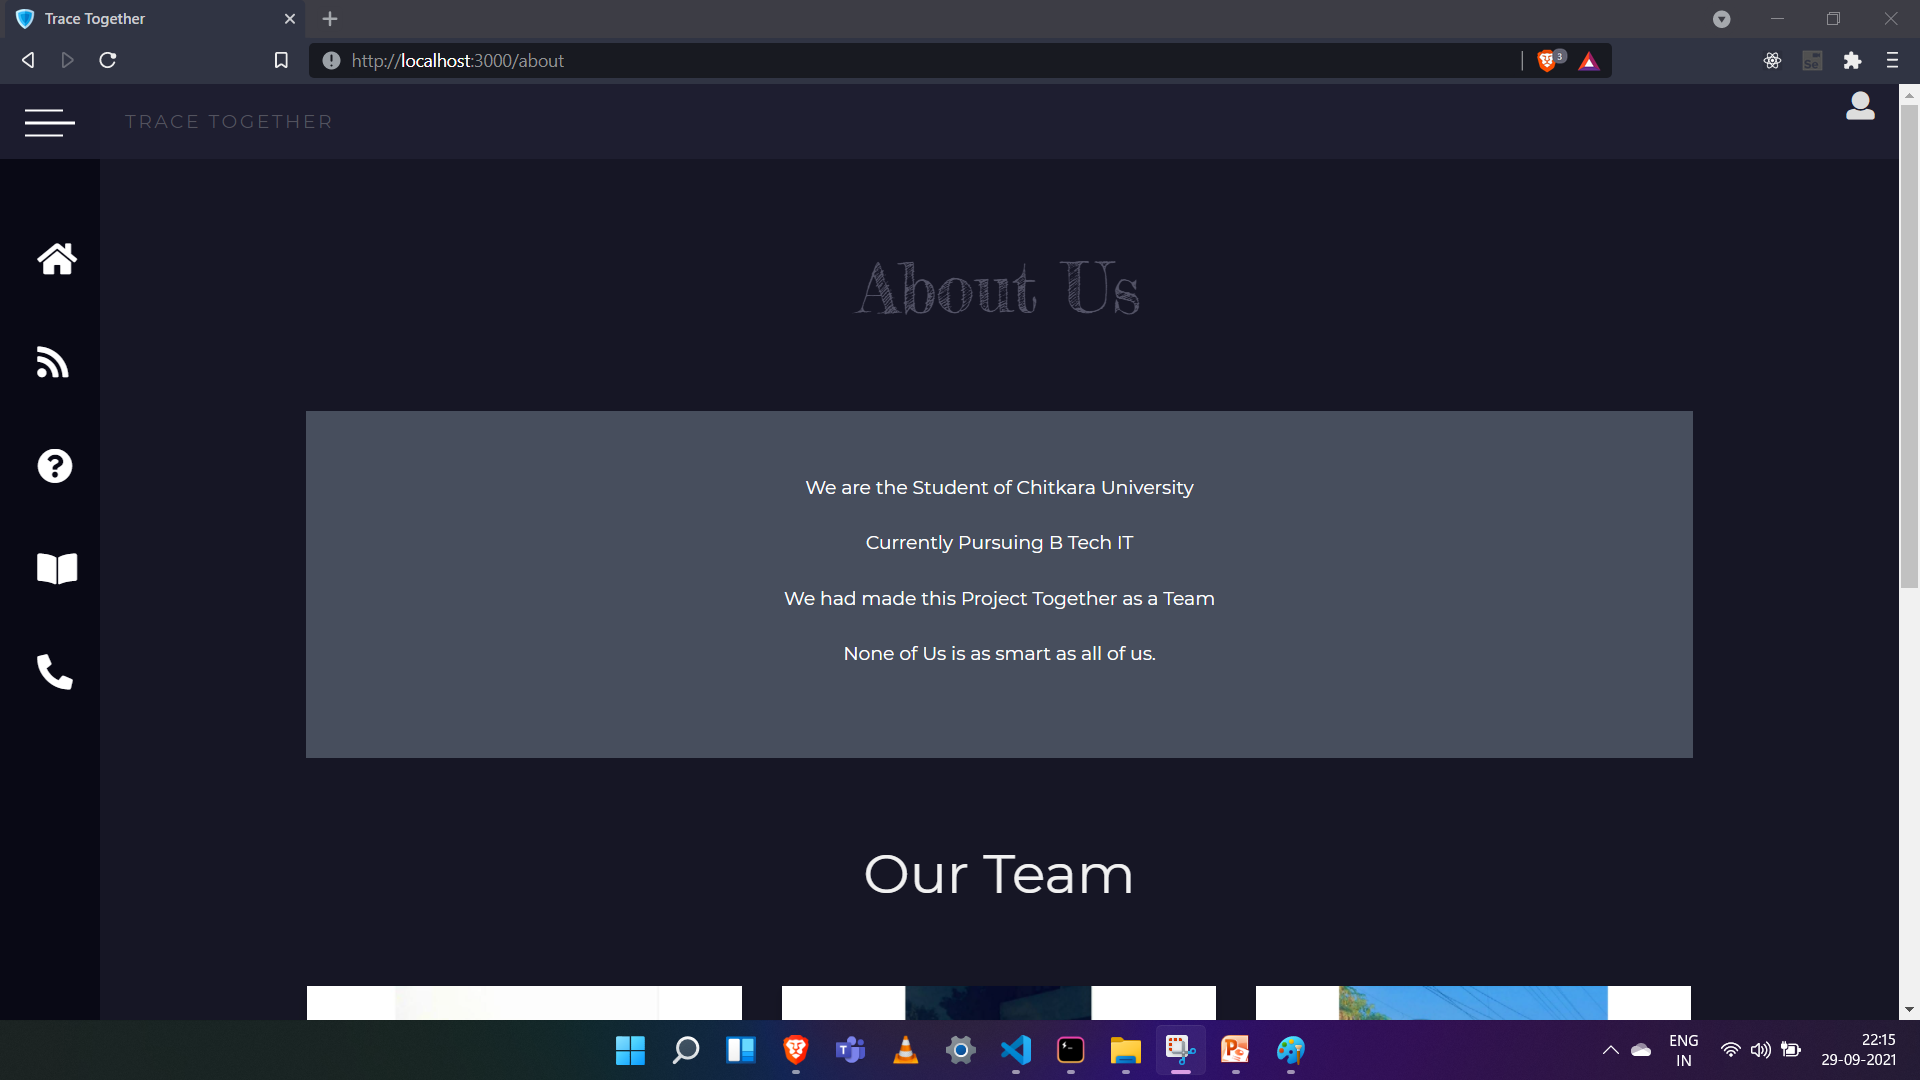 Trace Together
http://localhost:3000/about
3
Se
TRACE TOGETHER
About Us
We are the Student of Chitkara University
Currently Pursuing B Tech IT
We had made this Project Together as a Team
None of Us is as smart as all of us.
Our Team
ENG
IN
22:15
29-09-2021